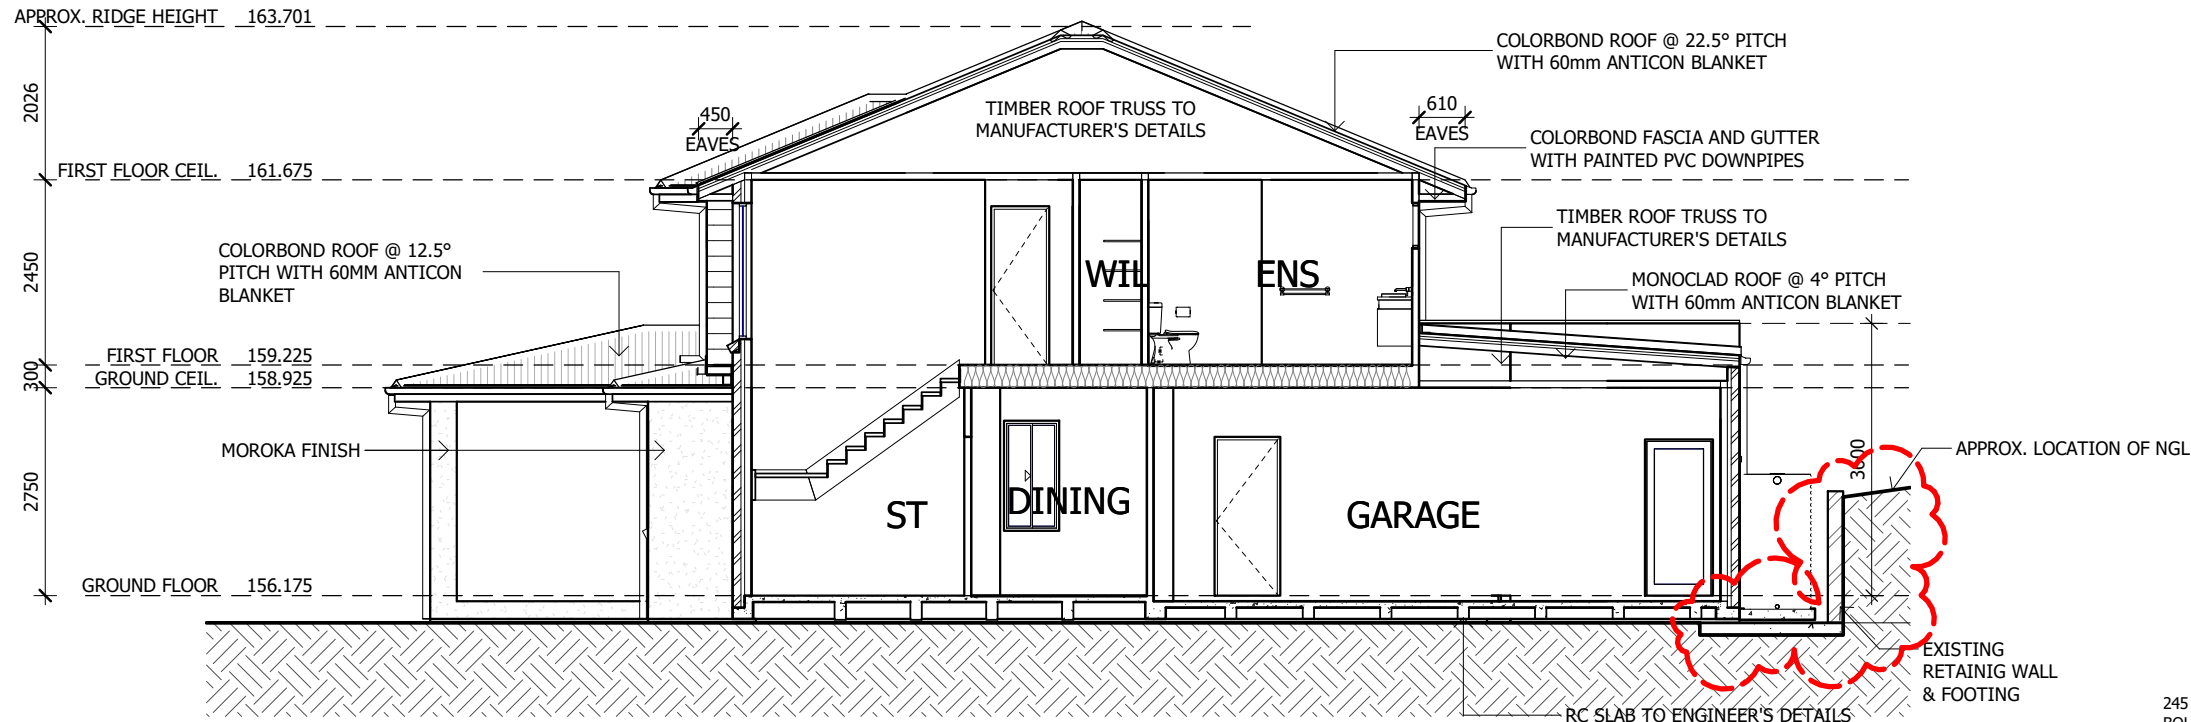 APPROX. RIDGE HEIGHT 163.701
COLORBOND ROOF @ 22.5° PITCH
WITH 60mm ANTICON BLANKET
2026
450
EAVES
TIMBER ROOF TRUSS TO
MANUFACTURER'S DETAILS
610
EAVES
COLORBOND FASCIA AND GUTTER
WITH PAINTED PVC DOWNPIPES
FIRST FLOOR CEIL. 161.675
TIMBER ROOF TRUSS TO
MANUFACTURER'S DETAILS
COLORBOND ROOF @ 12.5°
PITCH WITH 60MM ANTICON
BLANKET
2450
WIL
ENS
MONOCLAD ROOF @ 4° PITCH
WITH 60mm ANTICON BLANKET
FIRST FLOOR 159.225
300
GROUND CEIL. 158.925
MOROKA FINISH
3600
APPROX. LOCATION OF NGL
2750
ST
DINING
GARAGE
GROUND FLOOR 156.175
EXISTING
RETAINIG WALL
& FOOTING
RC SLAB TO ENGINEER'S DETAILS
245